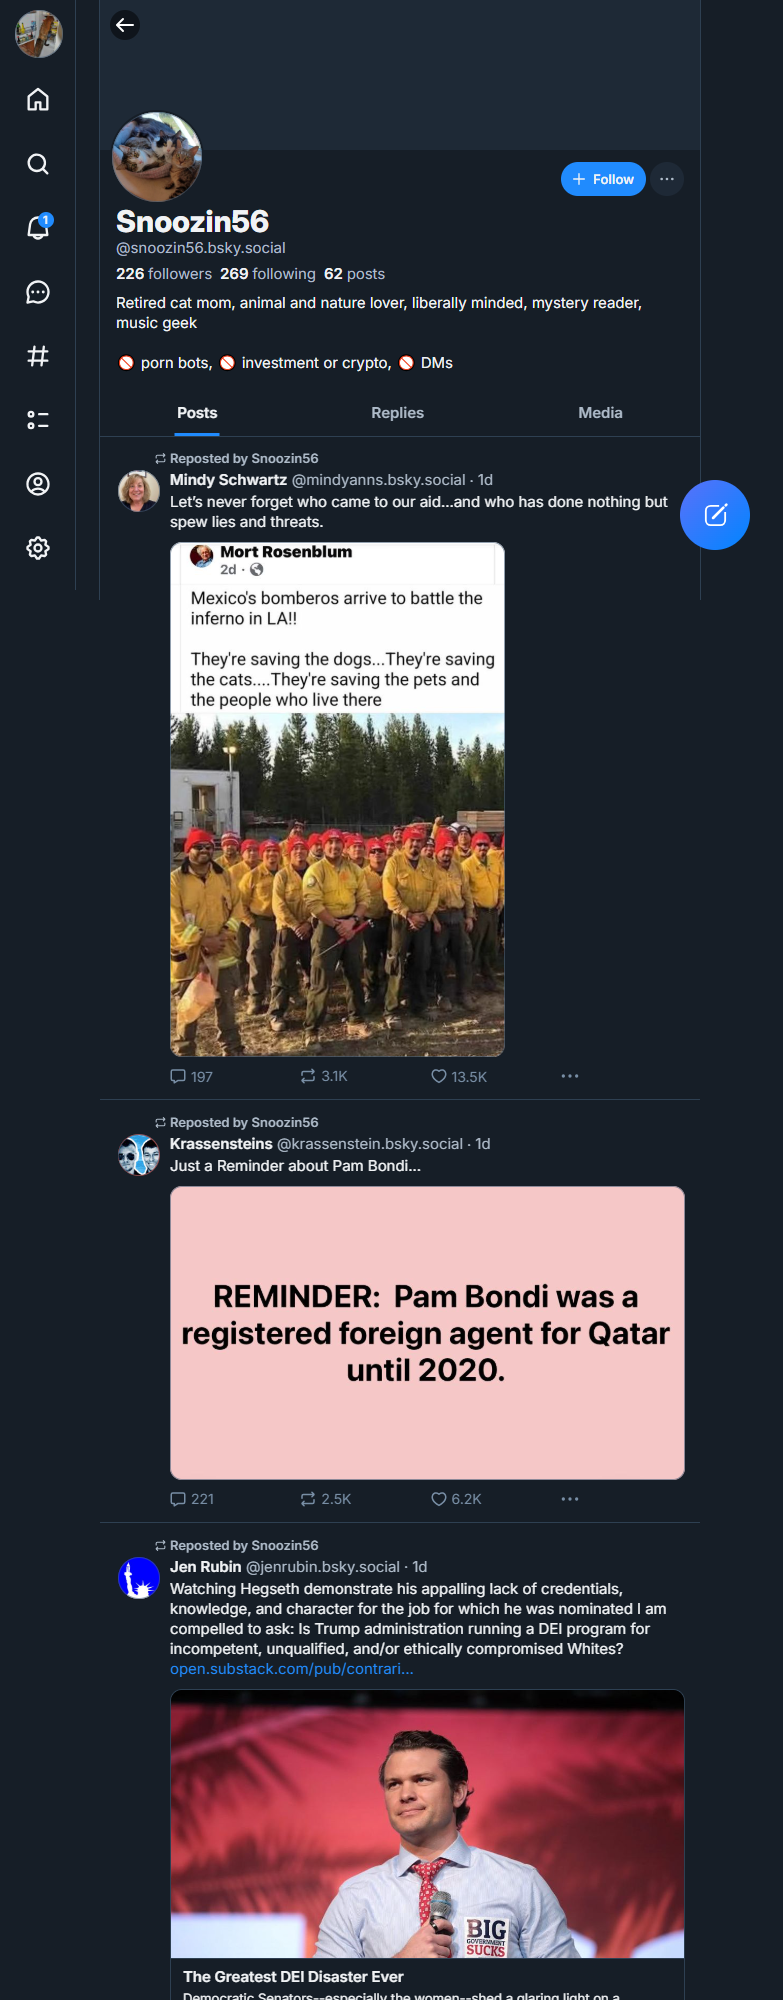 + Follow
Snoozin56
@snoozin56.bsky.social
226 followers 269 following 62 posts
Retired cat mom, animal and nature lover, liberally minded, mystery reader,
music geek
🚫 porn bots, 🚫 investment or crypto, 🚫 DMs
1
Posts Replies Media
Reposted by Snoozin56
Mindy Schwartz @mindyanns.bsky.social · 1d
Let's never forget who came to our aid...and who has done nothing but
spew lies and threats.
Mort Rosenblum
2d ·
Mexico's bomberos arrive to battle the
inferno in LA!!
They're saving the dogs...They're saving
the cats....They're saving the pets and
the people who live there
197 3.1K 13.5K
Reposted by Snoozin56
Krassensteins @krassenstein.bsky.social · 1d
Just a Reminder about Pam Bondi...
REMINDER: Pam Bondi was a
registered foreign agent for Qatar
until 2020.
221 2.5K 6.2K
Reposted by Snoozin56
Jen Rubin @jenrubin.bsky.social · 1d
Watching Hegseth demonstrate his appalling lack of credentials,
knowledge, and character for the job for which he was nominated I am
compelled to ask: Is Trump administration running a DEI program for
incompetent, unqualified, and/or ethically compromised Whites?
open.substack.com/pub/contrari...
BIG
GOVERNMENT
SUCKS
The Greatest DEI Disaster Ever
Democratic Senators--especially the women--shed a glaring light on a